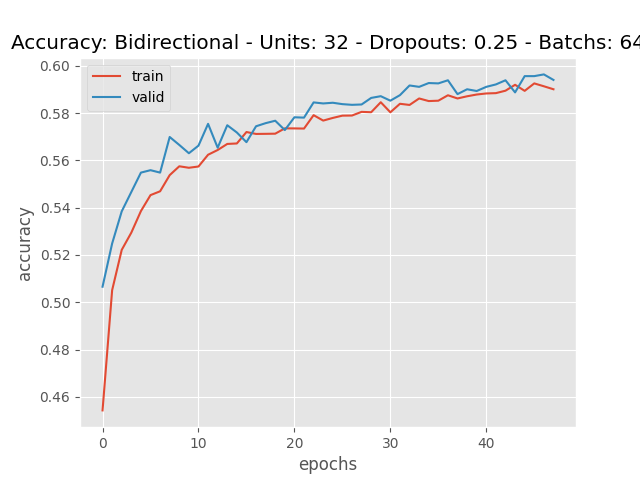 Accuracy: Bidirectional - Units: 32 - Dropouts: 0.25 - Batchs: 64
train
valid
0.60
0.58
0.56
0.54
0.52
0.50
0.48
0.46
accuracy
0 10 20 30 40
epochs